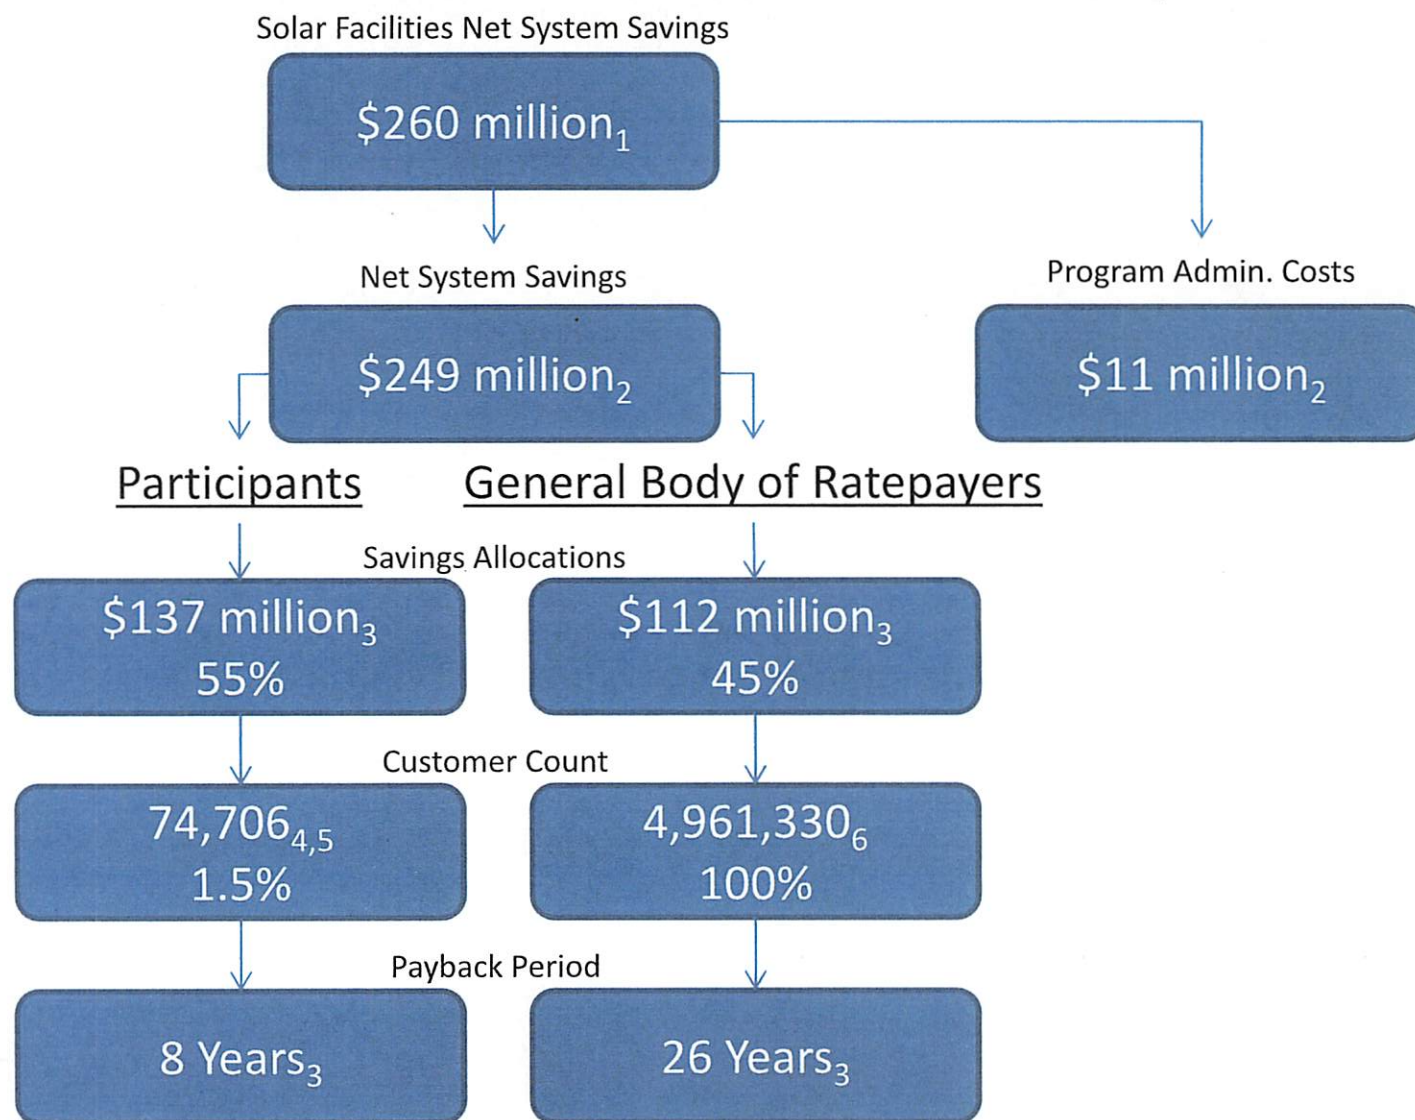 Solar Facilities Net System Savings
$260 million1
Net System Savings
Program Admin. Costs
$249 million2
$11 million2
Participants
General Body of Ratepayers
Savings Allocations
$137 million3
55%
$112 million3
45%
Customer Count
74,7064,5
1.5%
4,961,3306
100%
Payback Period
8 Years3
26 Years3